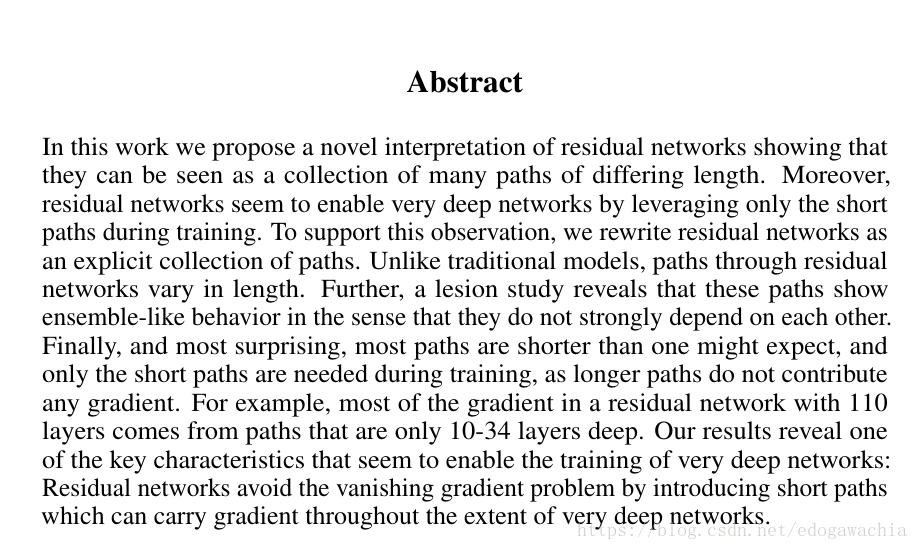 Abstract
In this work we propose a novel interpretation of residual networks showing that
they can be seen as a collection of many paths of differing length. Moreover,
residual networks seem to enable very deep networks by leveraging only the short
paths during training. To support this observation, we rewrite residual networks as
an explicit collection of paths. Unlike traditional models, paths through residual
networks vary in length. Further, a lesion study reveals that these paths show
ensemble-like behavior in the sense that they do not strongly depend on each other.
Finally, and most surprising, most paths are shorter than one might expect, and
only the short paths are needed during training, as longer paths do not contribute
any gradient. For example, most of the gradient in a residual network with 110
layers comes from paths that are only 10-34 layers deep. Our results reveal one
of the key characteristics that seem to enable the training of very deep networks:
Residual networks avoid the vanishing gradient problem by introducing short paths
which can carry gradient throughout the extent of very deep networks.
https://blog.csdn.net/edogawachia